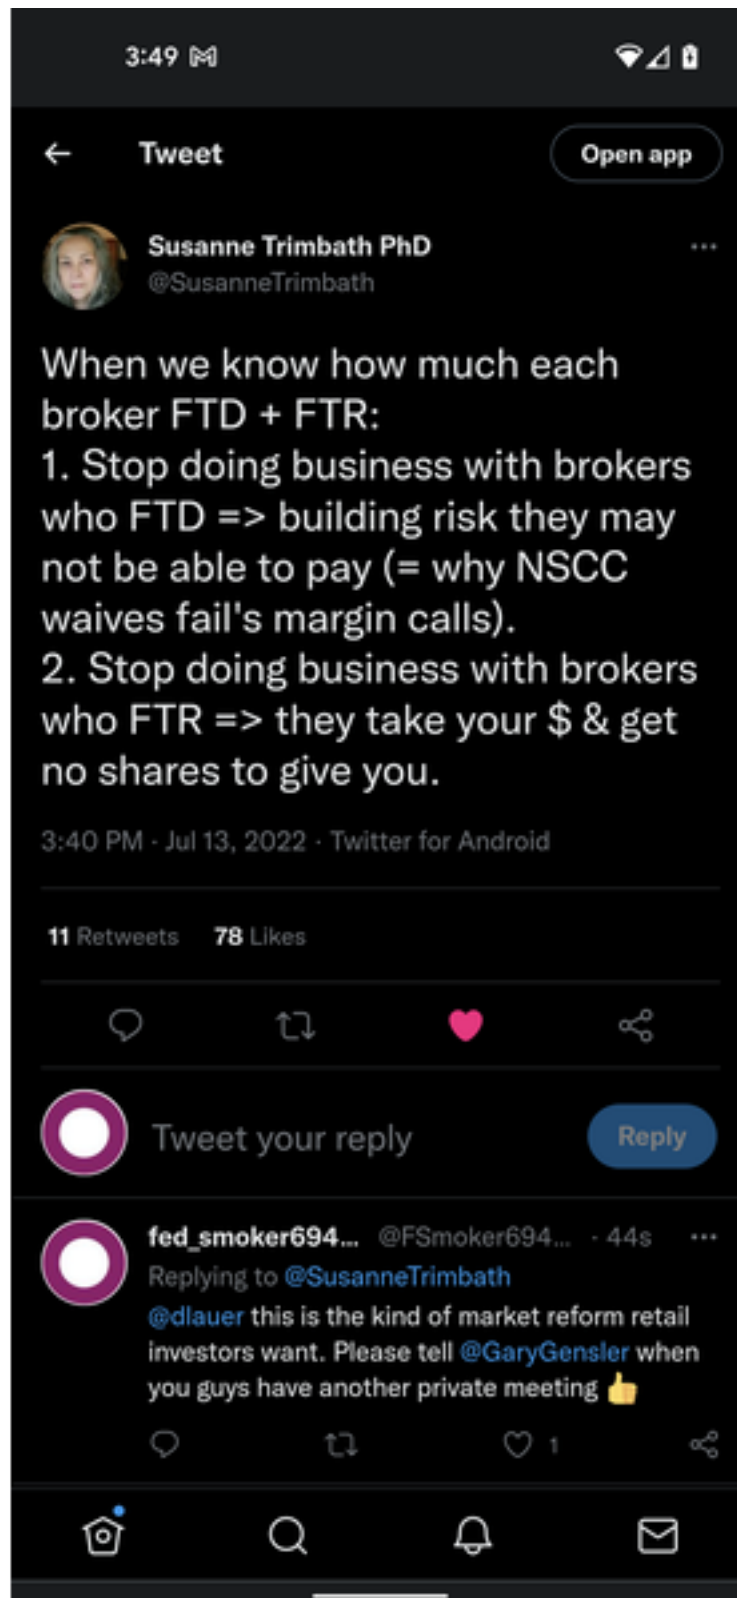 3:49
Tweet
Open app
Susanne Trimbath PhD
@SusanneTrimbath
When we know how much each
broker FTD + FTR:
1. Stop doing business with brokers
who FTD => building risk they may
not be able to pay (= why NSCC
waives fail's margin calls).
2. Stop doing business with brokers
who FTR => they take your $ & get
no shares to give you.
3:40 PM · Jul 13, 2022 · Twitter for Android
11 Retweets 78 Likes
Tweet your reply
Reply
fed_smoker694... @FSmoker694... · 44s
Replying to @SusanneTrimbath
@dlauer this is the kind of market reform retail
investors want. Please tell @GaryGensler when
you guys have another private meeting 👍
1